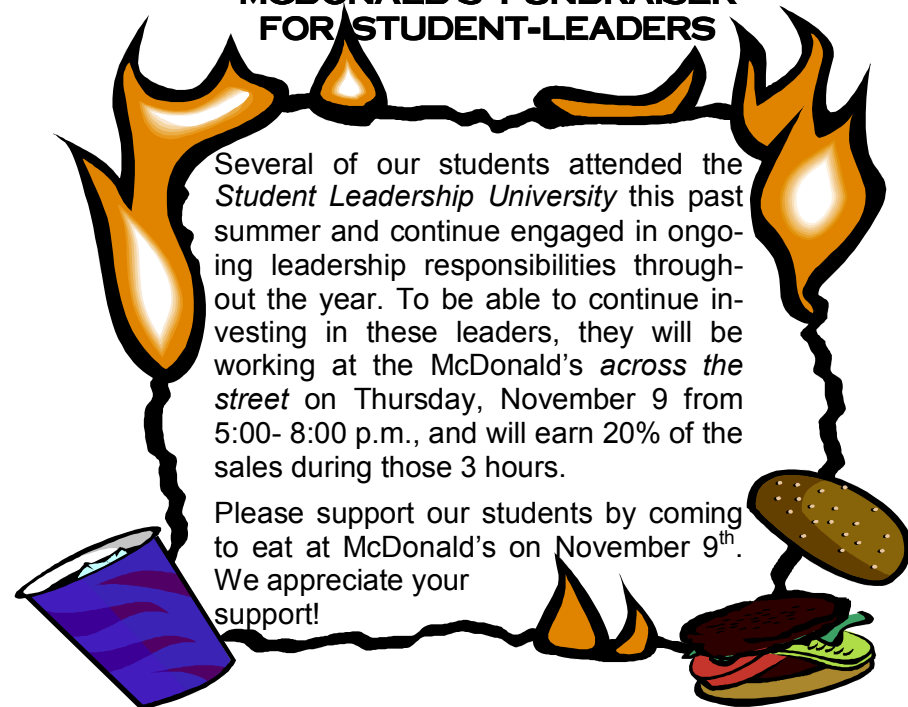 MCDONALD'S FUNDRAISER
FOR STUDENT-LEADERS
Several of our students attended the
Student Leadership University this past
summer and continue engaged in ongo-
ing leadership responsibilities through-
out the year. To be able to continue in-
vesting in these leaders, they will be
working at the McDonald’s across the
street on Thursday, November 9 from
5:00- 8:00 p.m., and will earn 20% of the
sales during those 3 hours.
Please support our students by coming
to eat at McDonald’s on November 9th.
We appreciate your
support!